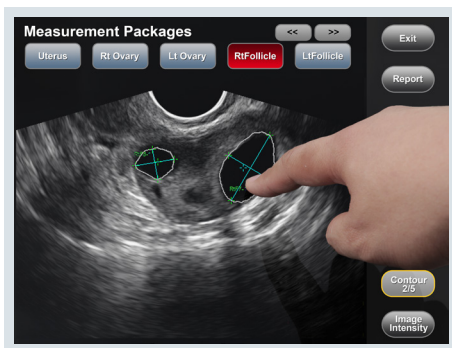 Measurement Packages
<<
>>
Exit
Uterus
Rt Ovary
Lt Ovary
RtFollicle
LtFollicle
Report
Contour
2/5
Image
Intensity